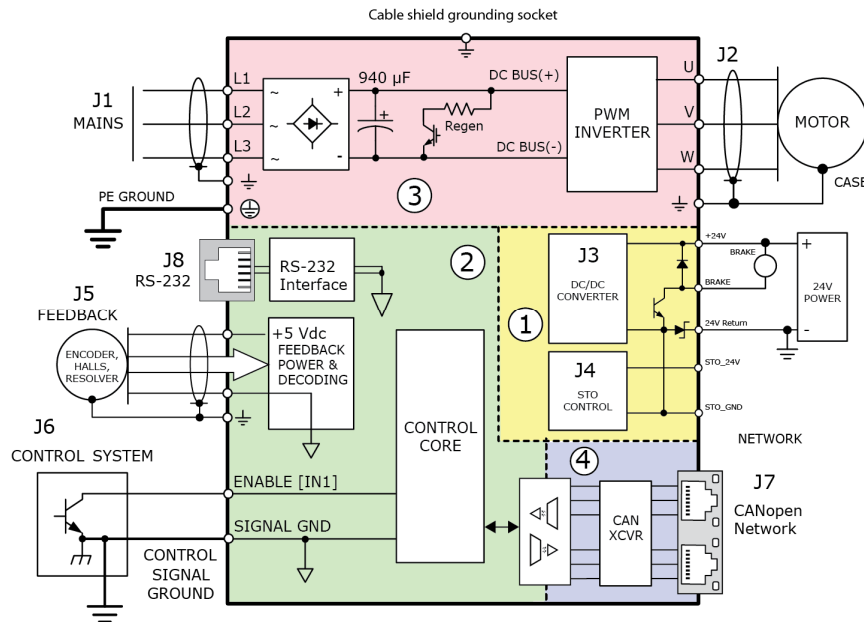 Cable shield grounding socket
J1
MAINS
L1
L2
L3
~
~
~
+
-
940 µF
+
Regen
DC BUS(+)
DC BUS(-)
PWM
INVERTER
U
V
W
J2
MOTOR
CASE
PE GROUND
3
J8
RS-232
RS-232
Interface
2
J5
FEEDBACK
ENCODER,
HALLS,
RESOLVER
+5 Vdc
FEEDBACK
POWER &
DECODING
1
J3
DC/DC
CONVERTER
+24V
BRAKE
BRAKE
24V Return
+
24V
POWER
-
J4
STO
CONTROL
STO_24V
STO_GND
J6
CONTROL SYSTEM
ENABLE [IN1]
SIGNAL GND
CONTROL
SIGNAL
GROUND
CONTROL
CORE
4
NETWORK
CAN
XCVR
J7
CANopen
Network